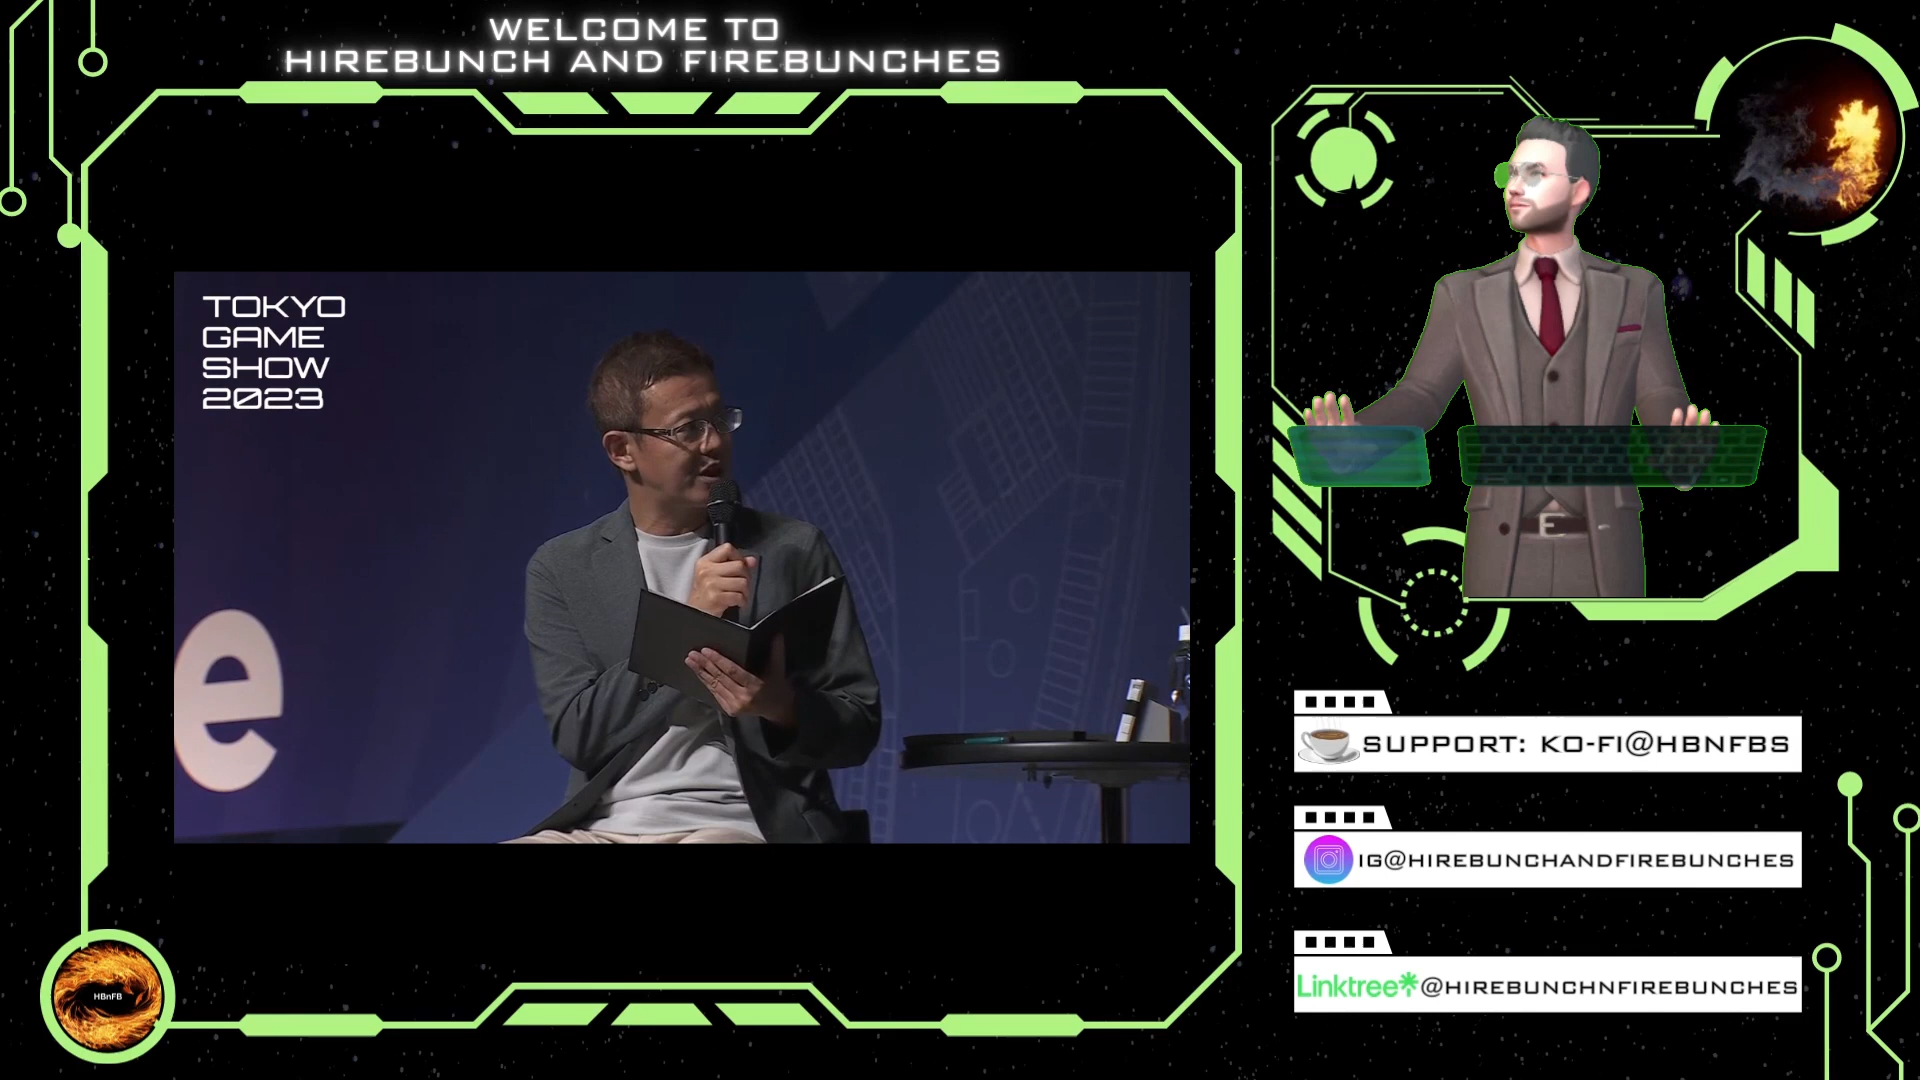 WELCOME TO
HIREBUNCH AND FIREBUNCHES
TOKYO
GAME
SHOW
2023
e
SUPPORT: KO-FI@HBNFBS
IG@HIREBUNCHANDFIREBUNCHES
Linktree@HIREBUNCHNFIREBUNCHES
HBnFB